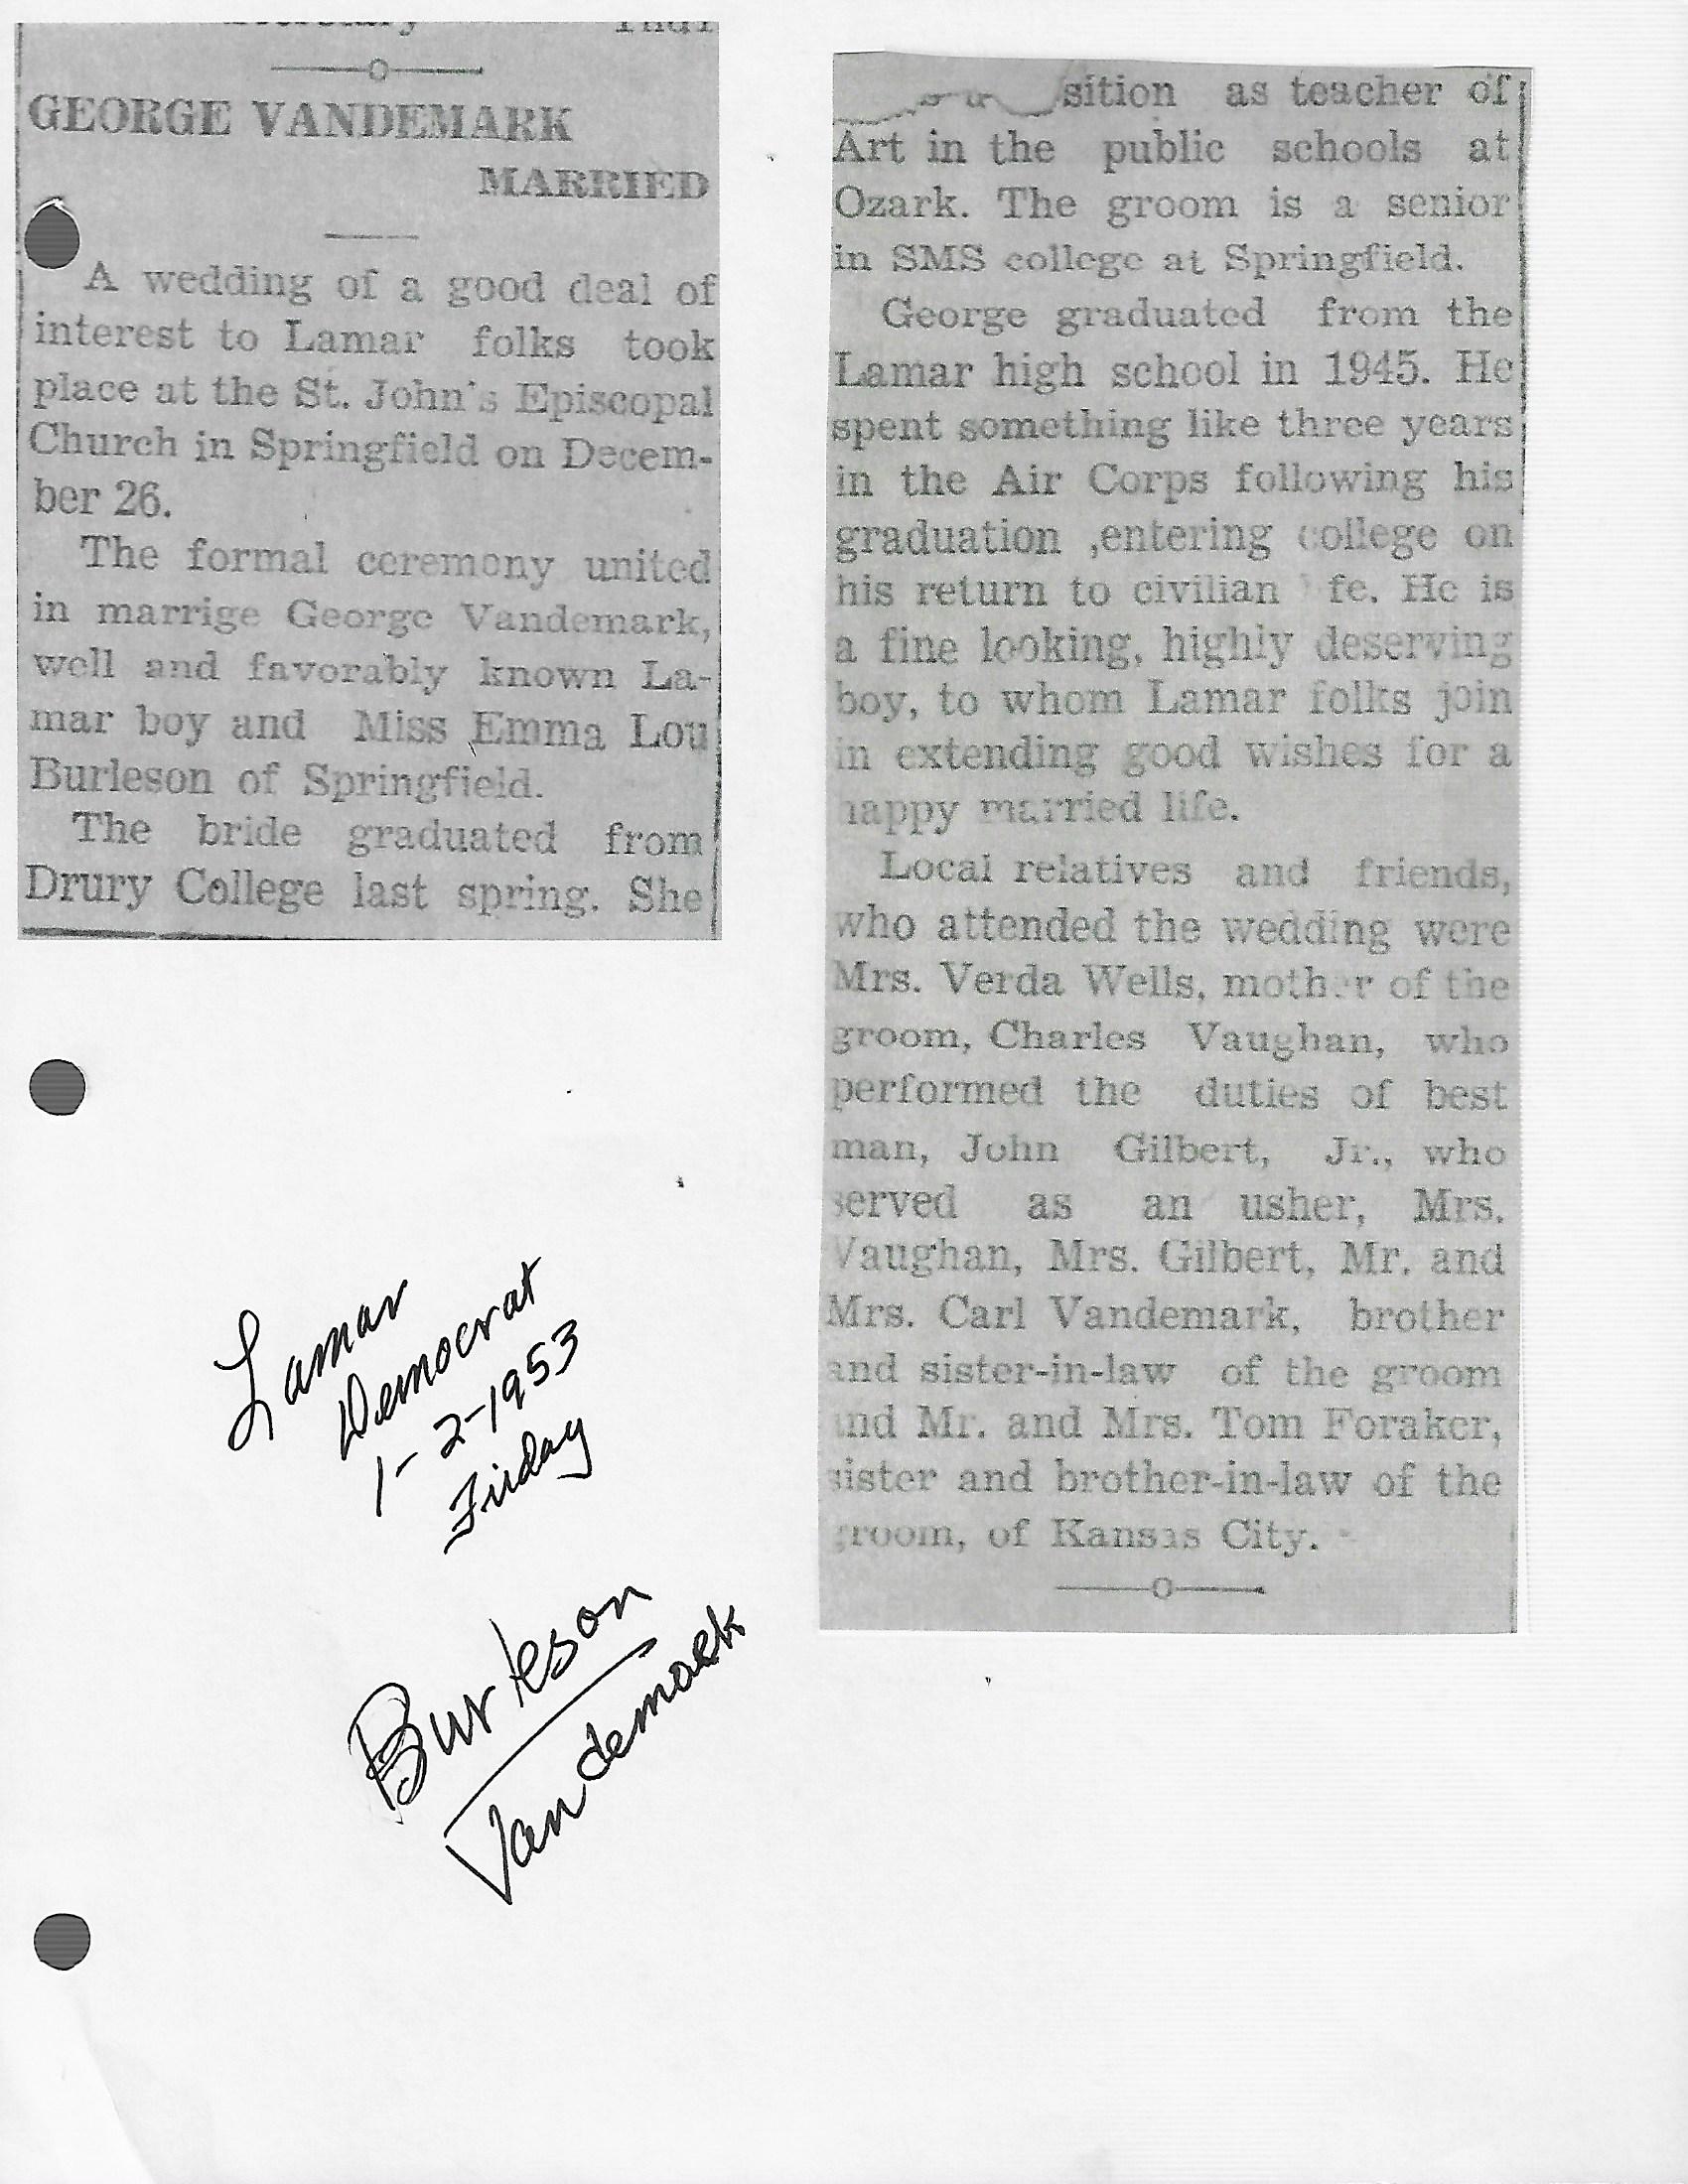 GEORGE VANDEMARK
MARRIED
A wedding of a good deal of
interest to Lamar folks took
place at the St. John's Episcopal
Church in Springfield on Decem-
ber 26.
The formal ceremony united
in marrige George Vandemark,
well and favorably known La-
mar boy and Miss Emma Lou
Burleson of Springfield.
The bride graduated from
Drury College last spring. She
sition as teacher of
Art in the public schools at
Ozark. The groom is a senior
in SMS college at Springfield.
George graduated from the
Lamar high school in 1945. He
spent something like three years
in the Air Corps following his
graduation ,entering college on
his return to civilian fe. He is
a fine looking, highly deserving
boy, to whom Lamar folks join
in extending good wishes for a
happy married life.
Local relatives and friends,
who attended the wedding were
Mrs. Verda Wells, mother of the
groom, Charles Vaughan, who
performed the duties of best
man, John Gilbert, Jr., who
served as an usher, Mrs.
Vaughan, Mrs. Gilbert, Mr. and
Mrs. Carl Vandemark, brother
and sister-in-law of the groom
and Mr. and Mrs. Tom Foraker,
sister and brother-in-law of the
groom, of Kansas City.
Lamar
Democrat
1-2-1953
Friday
Burleson
Vandemark